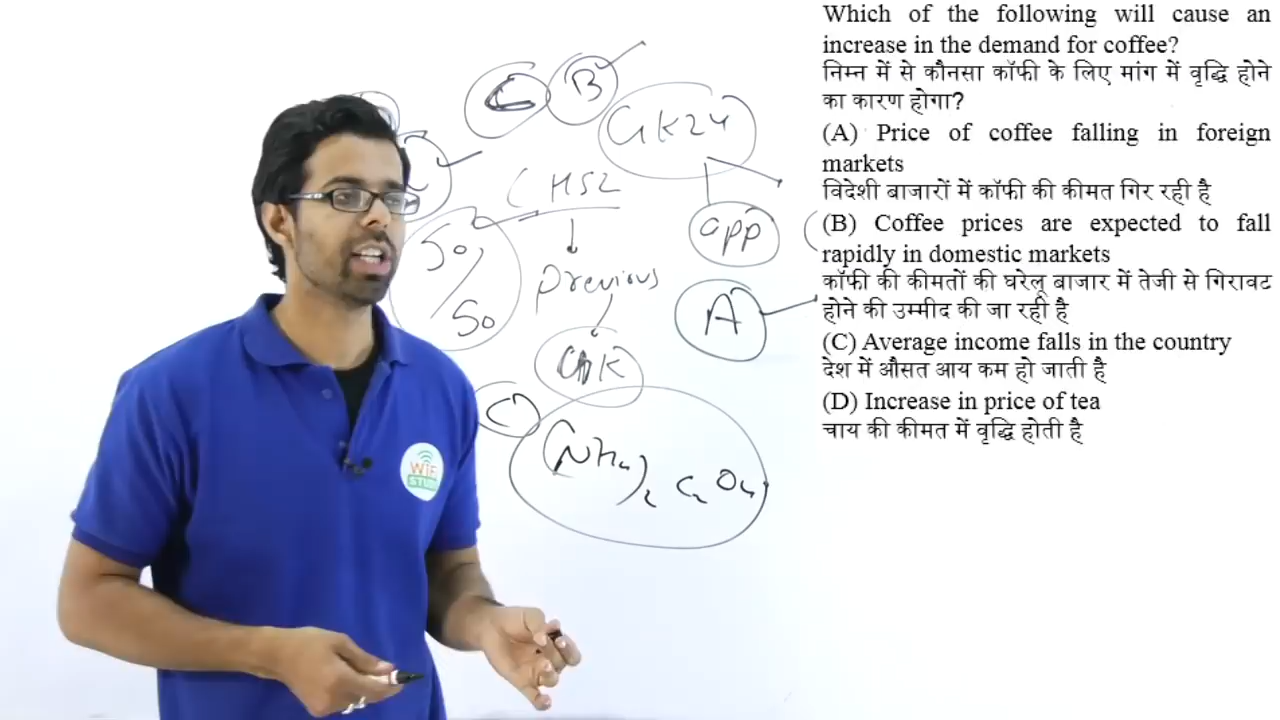 Which of the following will cause an
increase in the demand for coffee?
निम्न में से कौनसा कॉफी के लिए मांग में वृद्धि होने
का कारण होगा?
(A) Price of coffee falling in foreign
markets
विदेशी बाजारों में कॉफी की कीमत गिर रही है
(B) Coffee prices are expected to fall
rapidly in domestic markets
कॉफी की कीमतों की घरेलू बाजार में तेजी से गिरावट
होने की उम्मीद की जा रही है
(C) Average income falls in the country
देश में औसत आय कम हो जाती है
(D) Increase in price of tea
चाय की कीमत में वृद्धि होती है
C B
GK24
CHSL
app
50/50
previous
A
GK
C
(NH4)2 C2O4
WiFi
STUDY